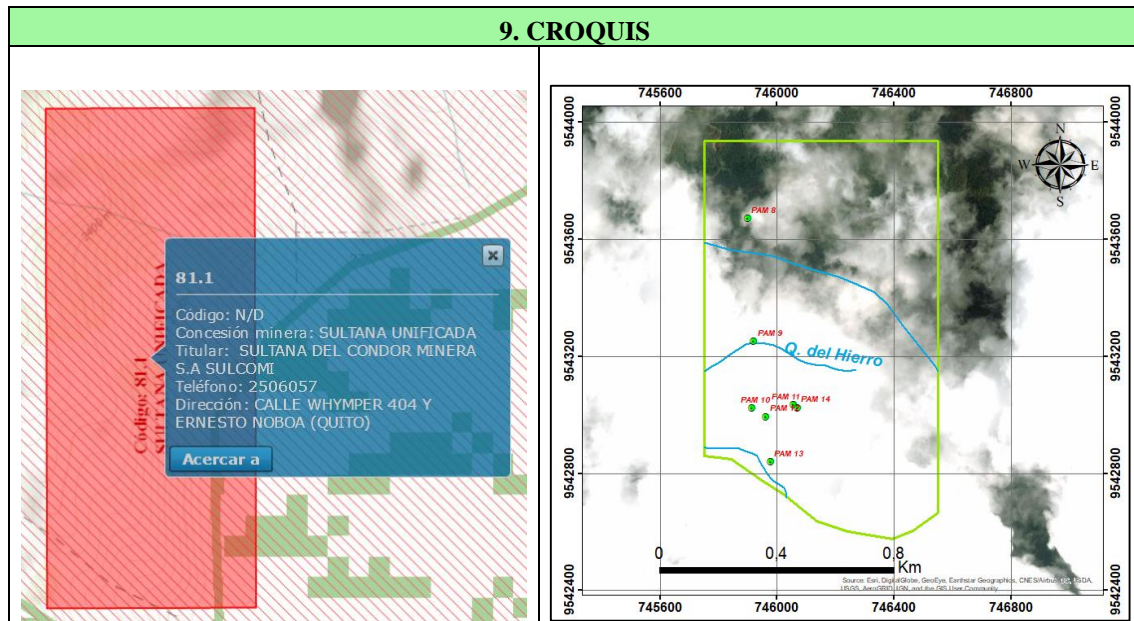 9. CROQUIS
Código: 81.1
81.1
Código: N/D
Concesión minera: SULTANA UNIFICADA
Titular: SULTANA DEL CONDOR MINERA
S.A SULCOMI
Teléfono: 2506057
Dirección: CALLE WHYMPER 404 Y
ERNESTO NOBOA (QUITO)
Acercar a
745600 746000 746400 746800
9544000 9544000
N
W E
S
PAM 8
9543600 9543600
PAM 9
Q. del Hierro
9543200 9543200
PAM 10 PAM 11 PAM 14
PAM 12
PAM 13
9542800 9542800
0 0,4 0,8
Km
Source: Esri, DigitalGlobe, GeoEye, Earthstar Geographics, CNES/Airbus DS, USDA,
USGS, AeroGRID, IGN, and the GIS User Community
9542400 9542400
745600 746000 746400 746800